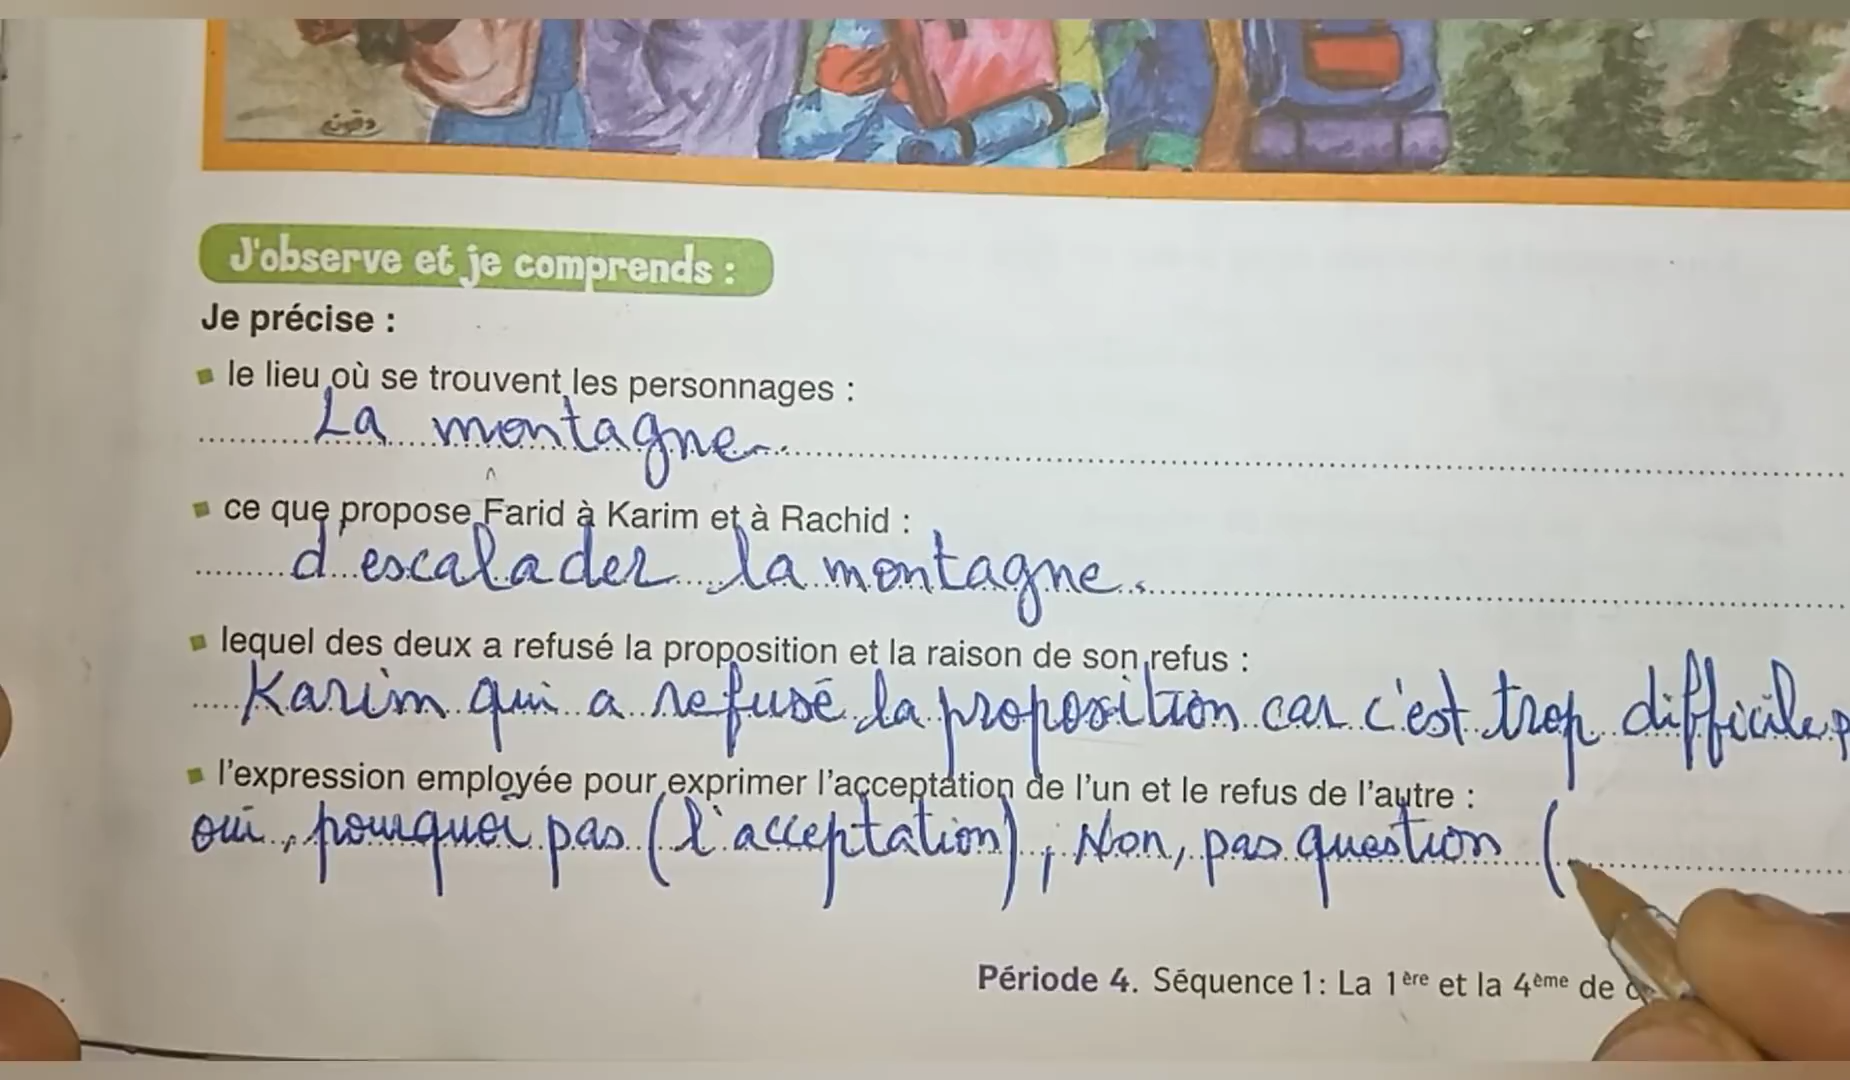 دقون
J'observe et je comprends :
Je précise :
le lieu où se trouvent les personnages :
La montagne.
ce que propose Farid à Karim et à Rachid :
d'escalader la montagne.
lequel des deux a refusé la proposition et la raison de son refus :
Karim qui a refusé la proposition car c'est trop difficile
l'expression employée pour exprimer l'acceptation de l'un et le refus de l'autre :
oui, pourquoi pas (l'acceptation) ; Non, pas question (
Période 4. Séquence 1 : La 1ère et la 4ème de